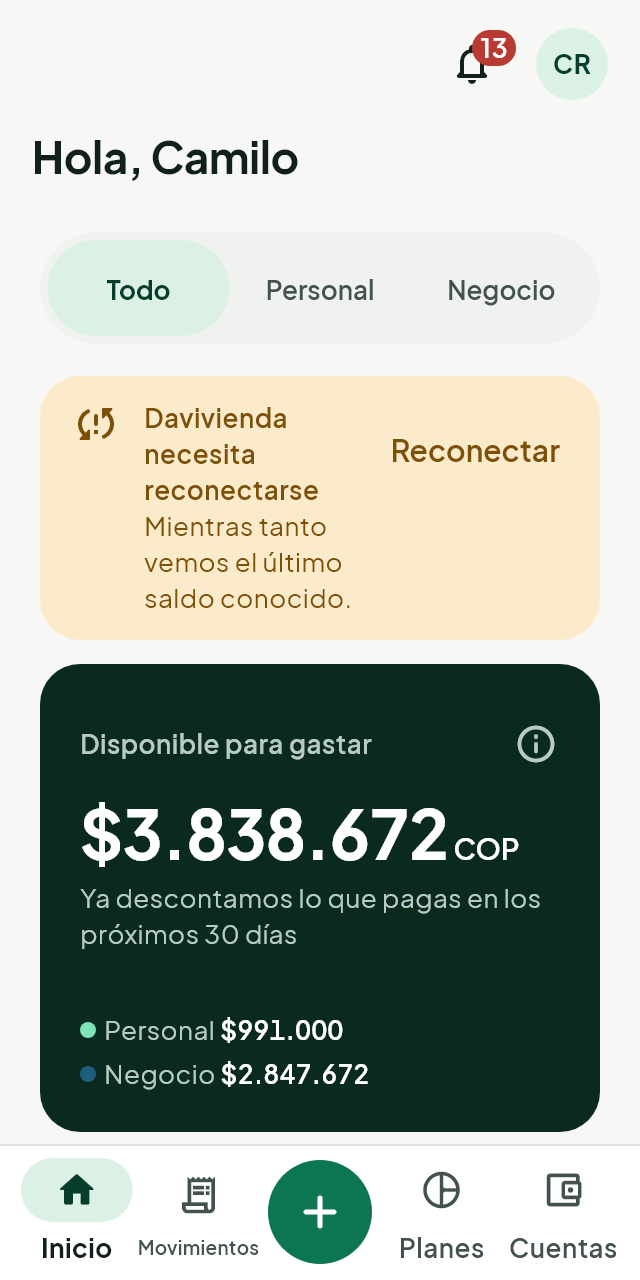 13
CR
Hola, Camilo
Todo
Personal
Negocio
Davivienda
necesita
reconectarse
Mientras tanto
vemos el último
saldo conocido.
Reconectar
Disponible para gastar
$3.838.672 COP
Ya descontamos lo que pagas en los
próximos 30 días
Personal $991.000
Negocio $2.847.672
Inicio
Movimientos
Planes
Cuentas